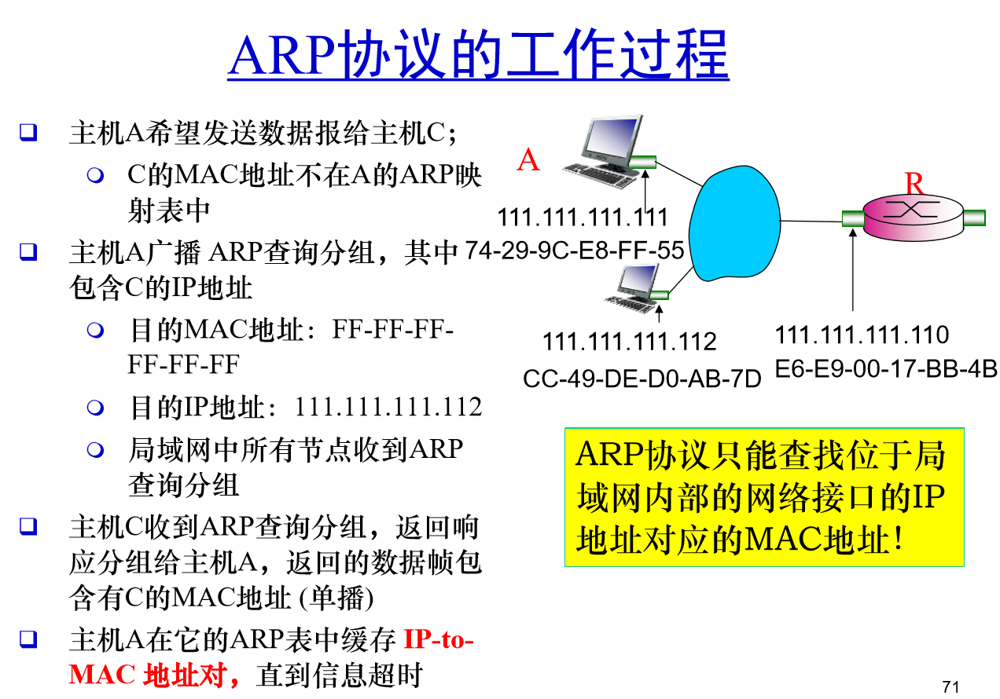 ARP协议的工作过程
主机A希望发送数据报给主机C；
C的MAC地址不在A的ARP映
射表中
主机A广播 ARP查询分组，其中
包含C的IP地址
目的MAC地址：FF-FF-FF-
FF-FF-FF
目的IP地址：111.111.111.112
局域网中所有节点收到ARP
查询分组
主机C收到ARP查询分组，返回响
应分组给主机A，返回的数据帧包
含有C的MAC地址 (单播)
主机A在它的ARP表中缓存 IP-to-
MAC 地址对，直到信息超时
A
R
111.111.111.111
74-29-9C-E8-FF-55
111.111.111.112
CC-49-DE-D0-AB-7D
111.111.111.110
E6-E9-00-17-BB-4B
ARP协议只能查找位于局
域网内部的网络接口的IP
地址对应的MAC地址！
71